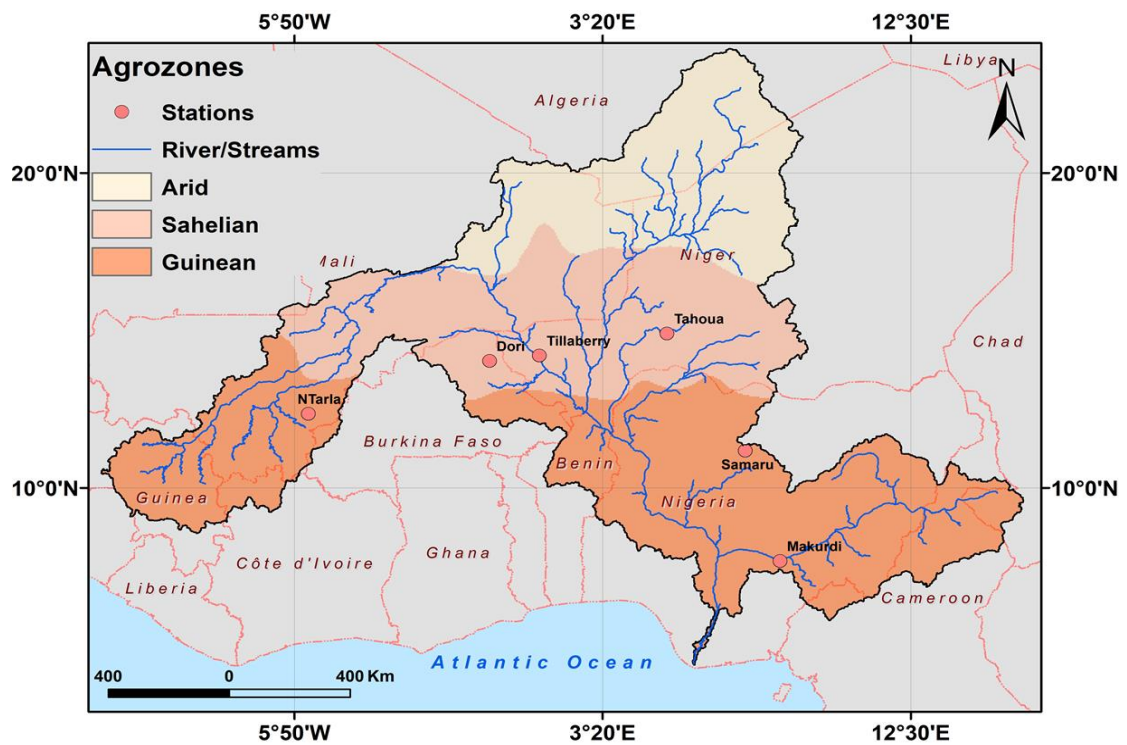 5°50'W 3°20'E 12°30'E
Agrozones
Stations
River/Streams
Arid
Sahelian
Guinean
Libya
N
Algeria
20°0'N 20°0'N
Mali
Niger
Tahoua
Chad
Dori
Tillaberry
NTarla
Burkina Faso
Benin
Samaru
10°0'N 10°0'N
Guinea
Nigeria
Makurdi
Ghana
Côte d'Ivoire
Liberia
Cameroon
Atlantic Ocean
400 0 400 Km
5°50'W 3°20'E 12°30'E